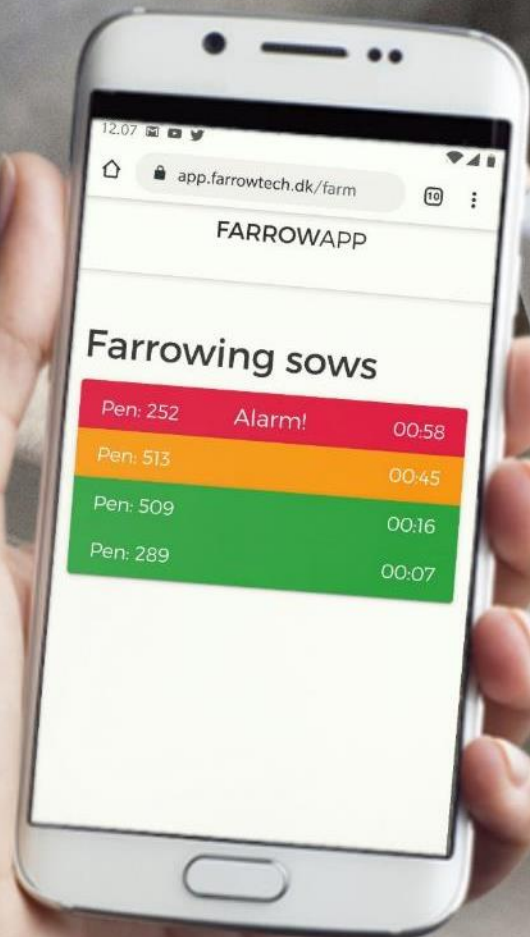 12.07
app.farrowtech.dk/farm 10
FARROWAPP
Farrowing sows
Pen: 252 Alarm! 00:58
Pen: 513 00:45
Pen: 509 00:16
Pen: 289 00:07